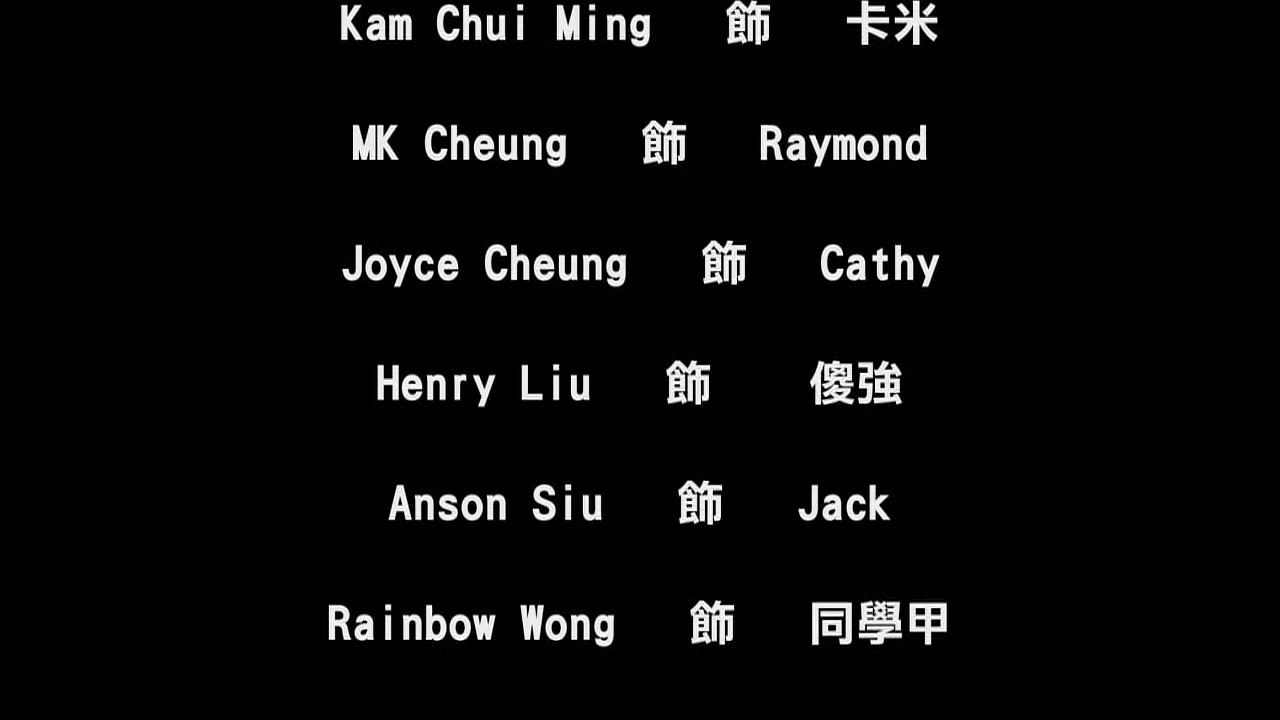 Kam Chui Ming 飾 卡米
MK Cheung 飾 Raymond
Joyce Cheung 飾 Cathy
Henry Liu 飾 傻強
Anson Siu 飾 Jack
Rainbow Wong 飾 同學甲